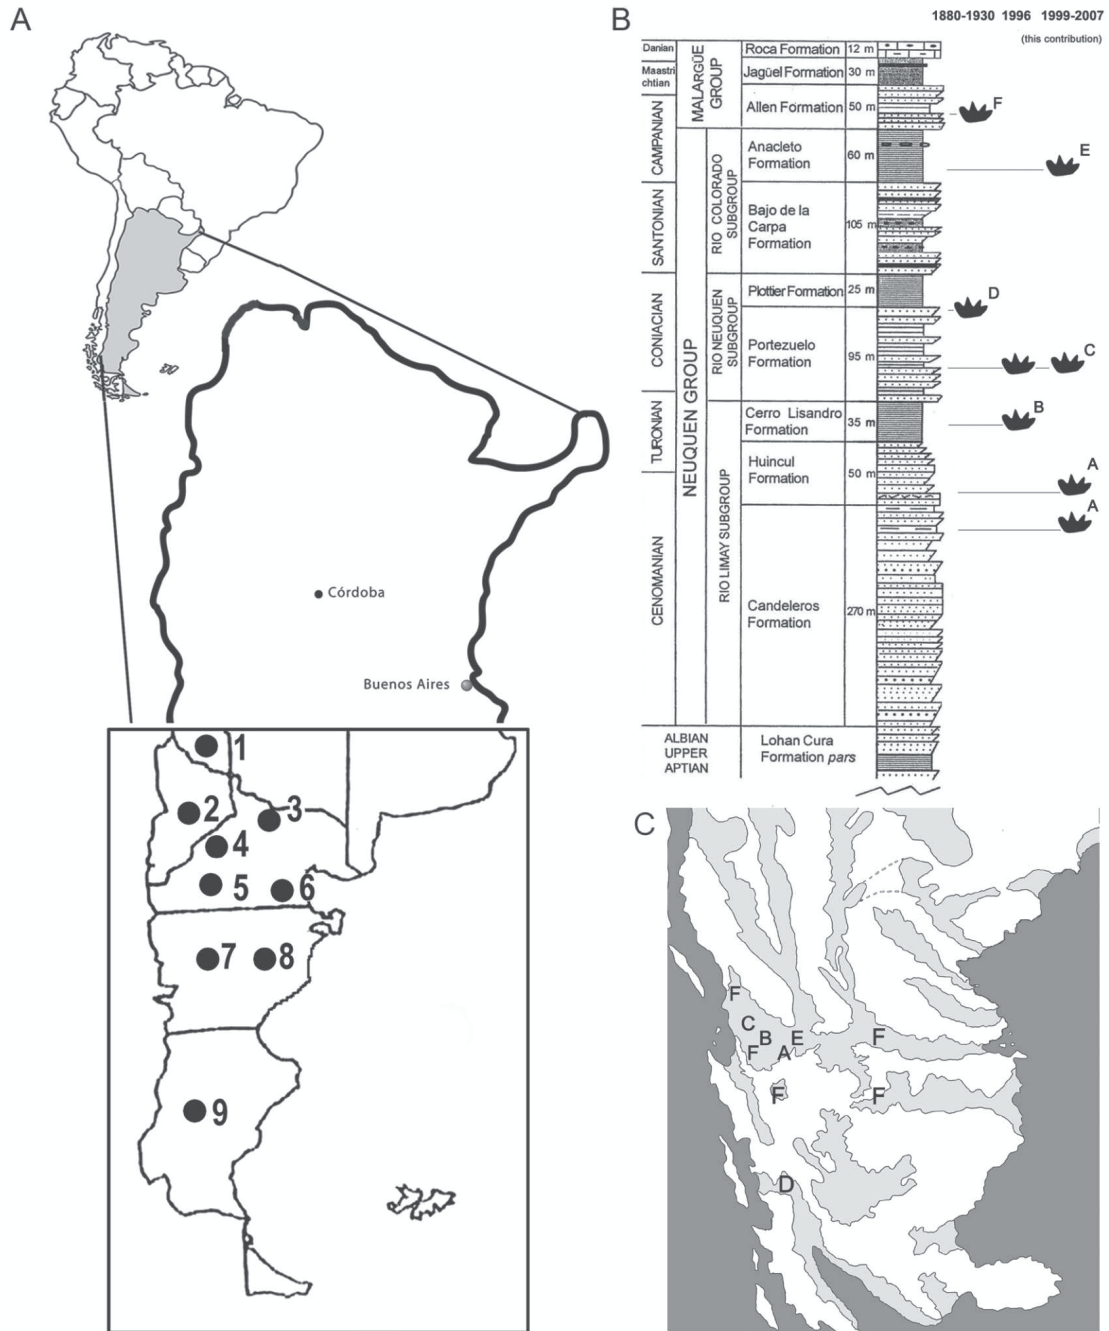 A
Córdoba
Buenos Aires
1
2
3
4
5
6
7
8
9
B
1880-1930 1996 1999-2007
(this contribution)
Danian
Roca Formation
12 m
Maastri
chtian
MALARGÜE
GROUP
Jagüel Formation
30 m
Allen Formation
50 m
F
CAMPANIAN
Anacleto
Formation
60 m
E
SANTONIAN
RIO COLORADO
SUBGROUP
Bajo de la
Carpa
Formation
105 m
CONIACIAN
NEUQUEN GROUP
RIO NEUQUEN
SUBGROUP
Plottier Formation
25 m
D
Portezuelo
Formation
95 m
C
TURONIAN
Cerro Lisandro
Formation
35 m
B
RIO LIMAY SUBGROUP
Huincul
Formation
50 m
A
A
CENOMANIAN
Candeleros
Formation
270 m
ALBIAN
UPPER
APTIAN
Lohan Cura
Formation pars
C
F
C
B
E
F
A
F
F
F
D